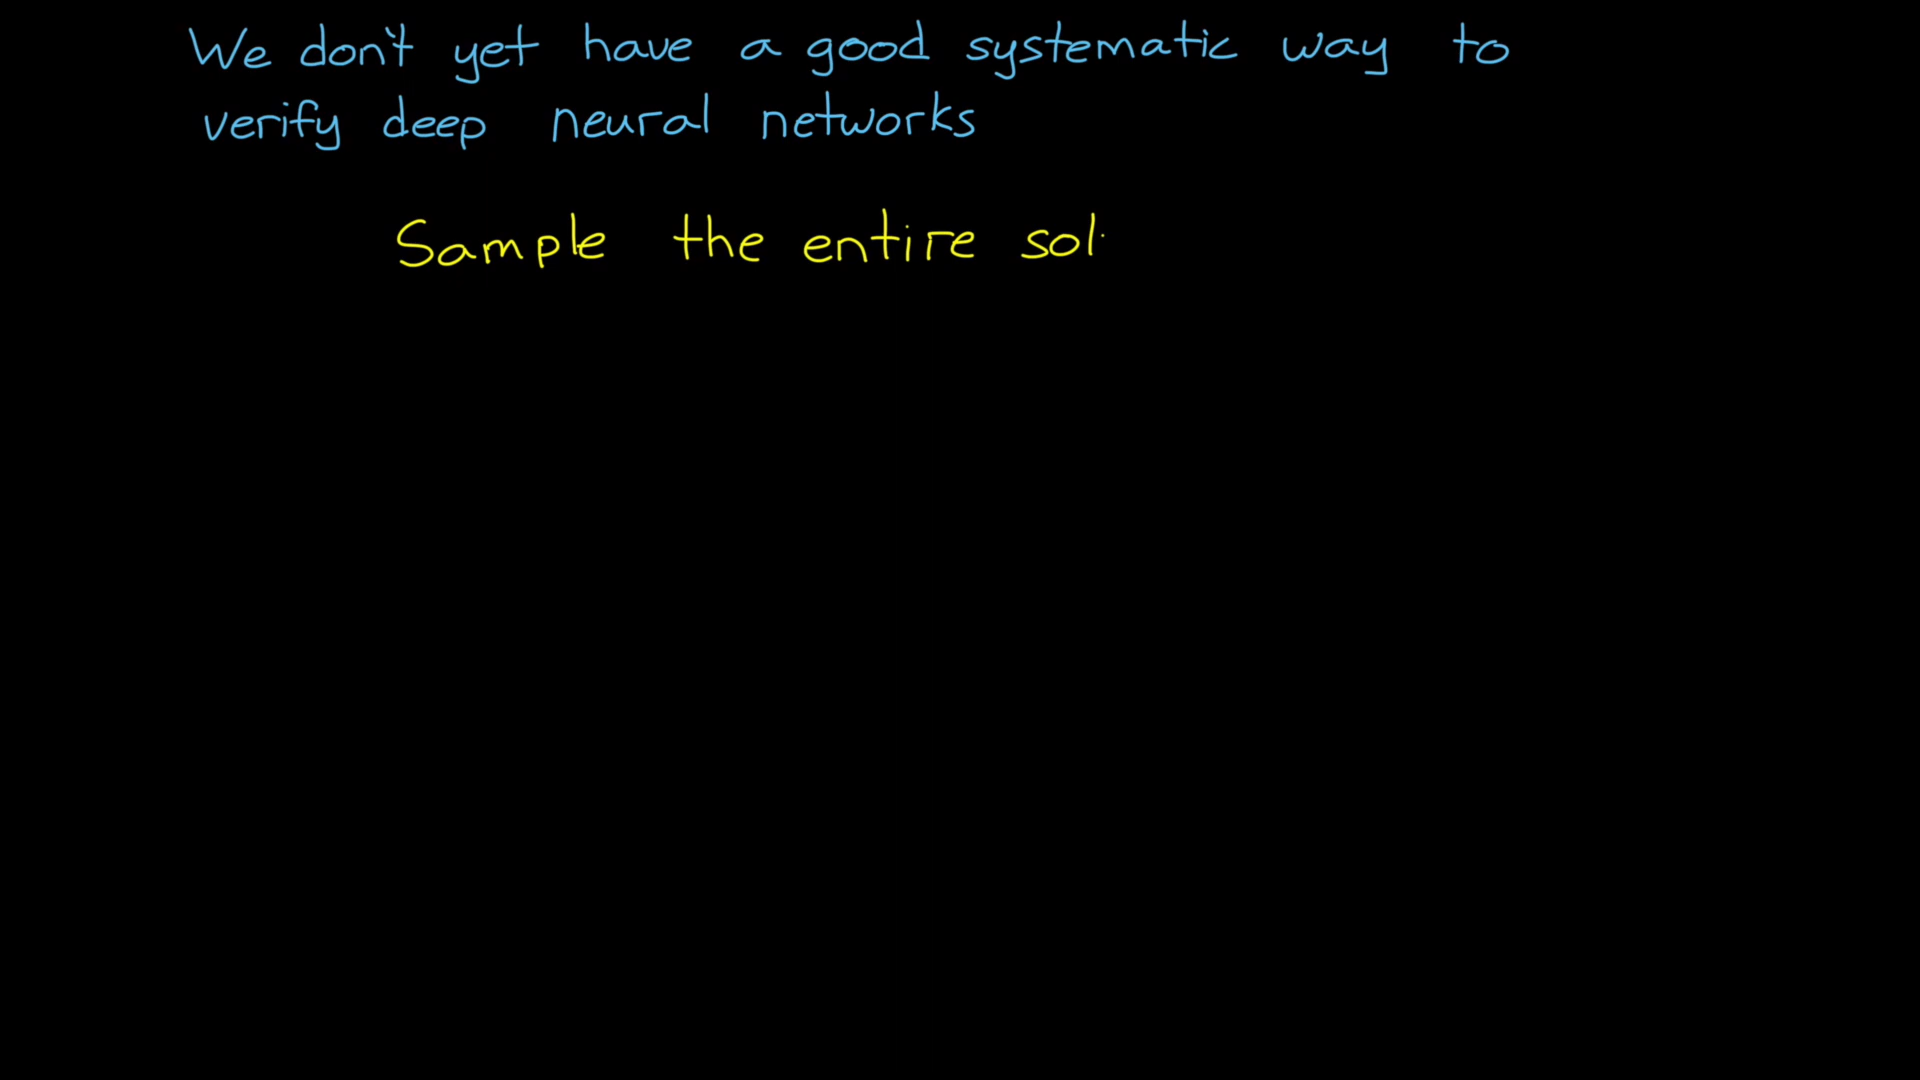 We don't yet have a good systematic way to
verify deep neural networks
Sample the entire sol